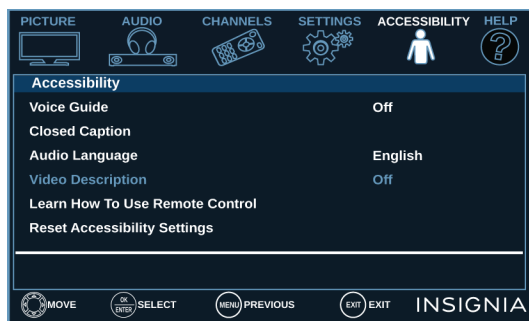 PICTURE AUDIO CHANNELS SETTINGS ACCESSIBILITY HELP
?
Accessibility
Voice Guide Off
Closed Caption
Audio Language English
Video Description Off
Learn How To Use Remote Control
Reset Accessibility Settings
MOVE OK ENTER SELECT MENU PREVIOUS EXIT EXIT INSIGNIA